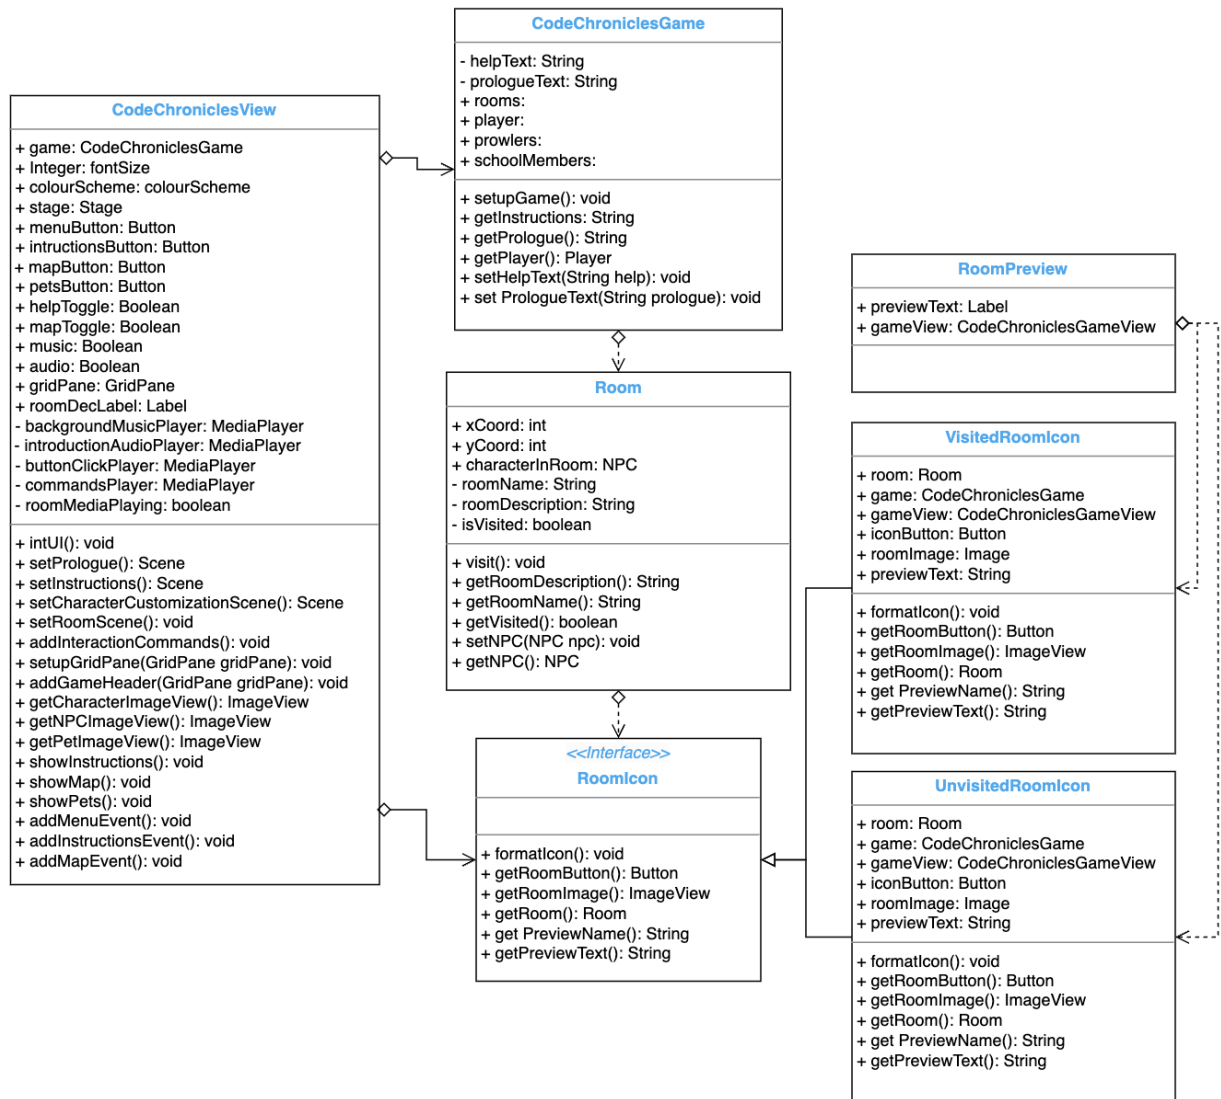 CodeChroniclesGame
- helpText: String
- prologueText: String
+ rooms:
+ player:
+ prowlers:
+ schoolMembers:
+ setupGame(): void
+ getInstructions: String
+ getPrologue(): String
+ getPlayer(): Player
+ setHelpText(String help): void
+ set PrologueText(String prologue): void
CodeChroniclesView
+ game: CodeChroniclesGame
+ Integer: fontSize
+ colourScheme: colourScheme
+ stage: Stage
+ menuButton: Button
+ intructionsButton: Button
+ mapButton: Button
+ petsButton: Button
+ helpToggle: Boolean
+ mapToggle: Boolean
+ music: Boolean
+ audio: Boolean
+ gridPane: GridPane
+ roomDecLabel: Label
- backgroundMusicPlayer: MediaPlayer
- introductionAudioPlayer: MediaPlayer
- buttonClickPlayer: MediaPlayer
- commandsPlayer: MediaPlayer
- roomMediaPlaying: boolean
+ intUI(): void
+ setPrologue(): Scene
+ setInstructions(): Scene
+ setCharacterCustomizationScene(): Scene
+ setRoomScene(): void
+ addInteractionCommands(): void
+ setupGridPane(GridPane gridPane): void
+ addGameHeader(GridPane gridPane): void
+ getCharacterImageView(): ImageView
+ getNPCImageView(): ImageView
+ getPetImageView(): ImageView
+ showInstructions(): void
+ showMap(): void
+ showPets(): void
+ addMenuEvent(): void
+ addInstructionsEvent(): void
+ addMapEvent(): void
Room
+ xCoord: int
+ yCoord: int
+ characterInRoom: NPC
- roomName: String
- roomDescription: String
- isVisited: boolean
+ visit(): void
+ getRoomDescription(): String
+ getRoomName(): String
+ getVisited(): boolean
+ setNPC(NPC npc): void
+ getNPC(): NPC
<<Interface>>
RoomIcon
+ formatIcon(): void
+ getRoomButton(): Button
+ getRoomImage(): ImageView
+ getRoom(): Room
+ get PreviewName(): String
+ getPreviewText(): String
RoomPreview
+ previewText: Label
+ gameView: CodeChroniclesGameView
VisitedRoomIcon
+ room: Room
+ game: CodeChroniclesGame
+ gameView: CodeChroniclesGameView
+ iconButton: Button
+ roomImage: Image
+ previewText: String
+ formatIcon(): void
+ getRoomButton(): Button
+ getRoomImage(): ImageView
+ getRoom(): Room
+ get PreviewName(): String
+ getPreviewText(): String
UnvisitedRoomIcon
+ room: Room
+ game: CodeChroniclesGame
+ gameView: CodeChroniclesGameView
+ iconButton: Button
+ roomImage: Image
+ previewText: String
+ formatIcon(): void
+ getRoomButton(): Button
+ getRoomImage(): ImageView
+ getRoom(): Room
+ get PreviewName(): String
+ getPreviewText(): String